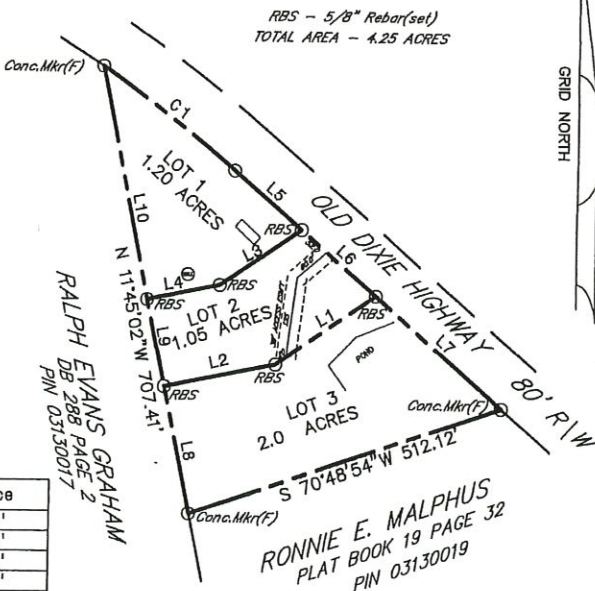 RBS - 5/8" Rebar(set)
TOTAL AREA - 4.25 ACRES
GRID NORTH
Conc.Mkr(F)
C1
LOT 1
1.20 ACRES
L5
OLD DIXIE HIGHWAY 80' R/W
RBS
L10
L3
L6
L4
RBS
RBS
RBS
N 11°45'02"W 707.41'
LOT 2
1.05 ACRES
L1
L9
L7
L2
RBS
RBS
POND
LOT 3
2.0 ACRES
Conc.Mkr(F)
L8
S 70°48'54"W 512.12'
Conc.Mkr(F)
RALPH EVANS GRAHAM
DB 288 PAGE 2
PIN 03130017
RONNIE E. MALPHUS
PLAT BOOK 19 PAGE 32
PIN 03130019